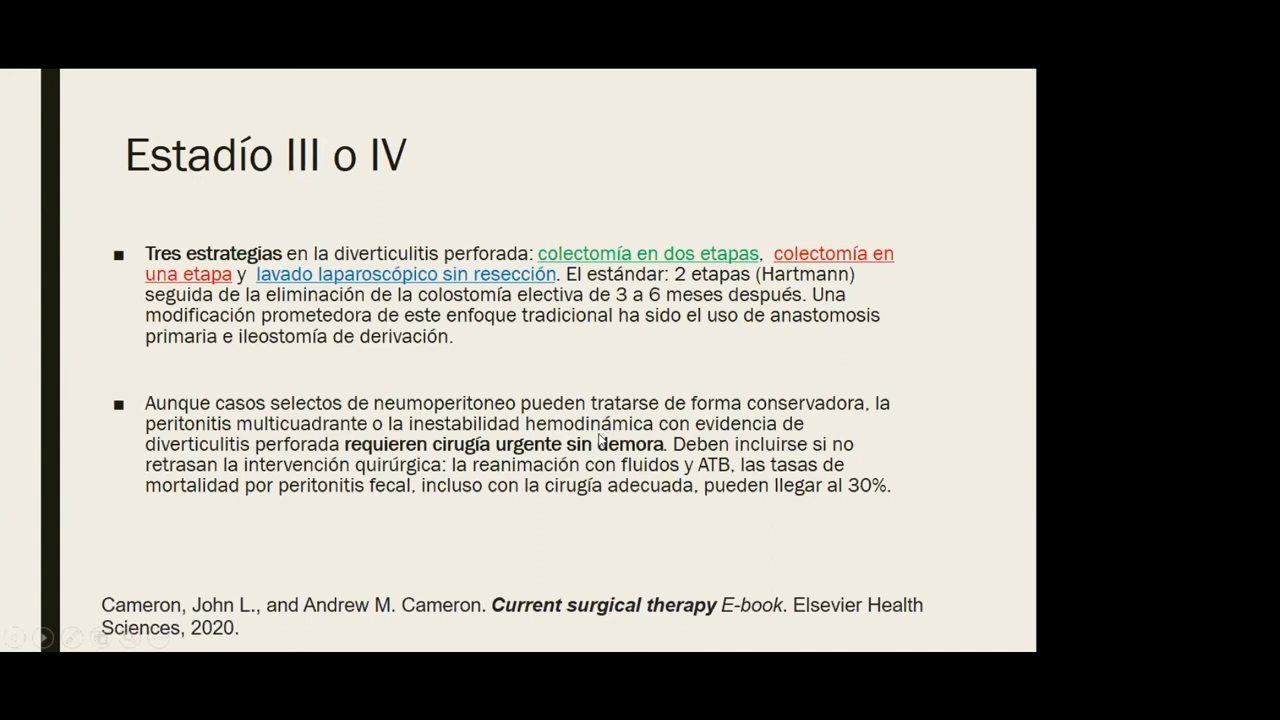 Estadío III o IV
■ Tres estrategias en la diverticulitis perforada: colectomía en dos etapas, colectomía en
una etapa y lavado laparoscópico sin resección. El estándar: 2 etapas (Hartmann)
seguida de la eliminación de la colostomía electiva de 3 a 6 meses después. Una
modificación prometedora de este enfoque tradicional ha sido el uso de anastomosis
primaria e ileostomía de derivación.
■ Aunque casos selectos de neumoperitoneo pueden tratarse de forma conservadora, la
peritonitis multicuadrante o la inestabilidad hemodinámica con evidencia de
diverticulitis perforada requieren cirugía urgente sin demora. Deben incluirse si no
retrasan la intervención quirúrgica: la reanimación con fluidos y ATB, las tasas de
mortalidad por peritonitis fecal, incluso con la cirugía adecuada, pueden llegar al 30%.
Cameron, John L., and Andrew M. Cameron. Current surgical therapy E-book. Elsevier Health
Sciences, 2020.